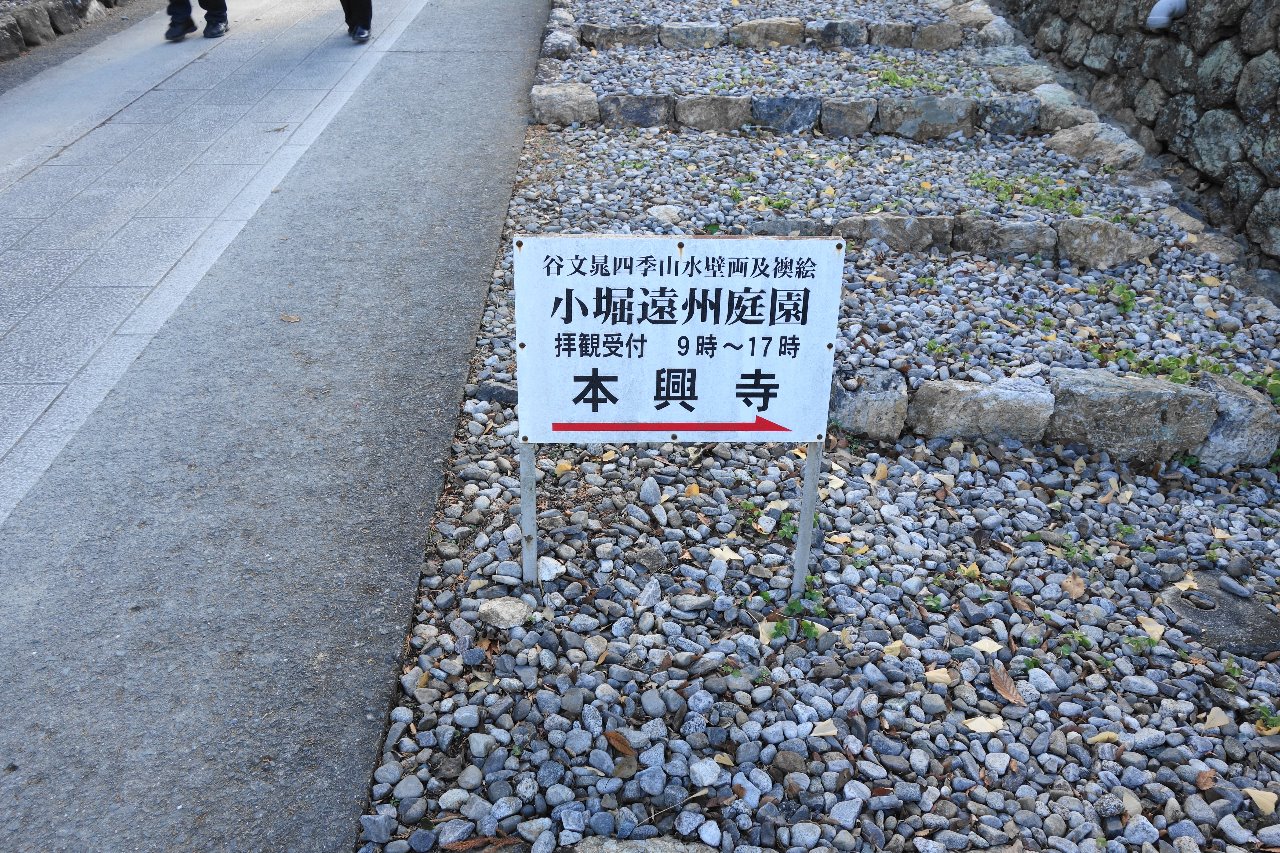 谷文晁四季山水壁画及襖絵
小堀遠州庭園
拝観受付 9時～17時
本興寺